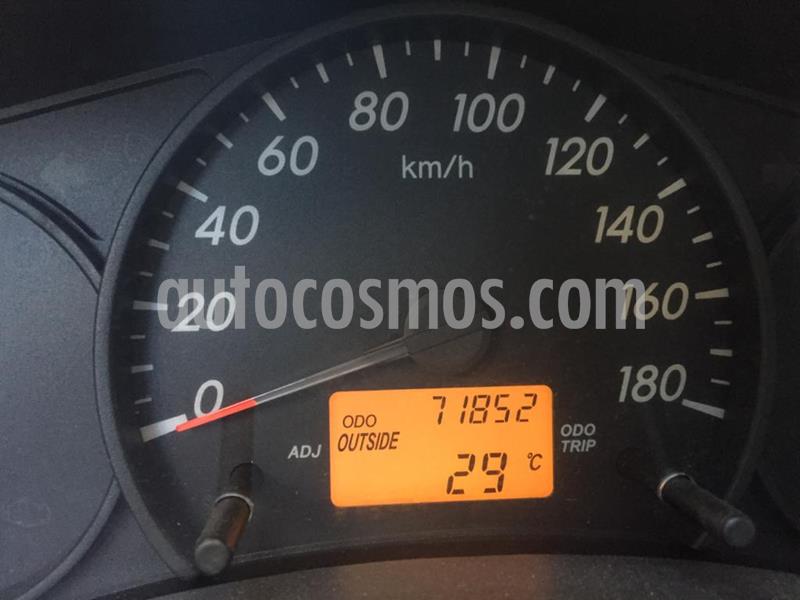 80 100
60 120
km/h
40 140
autocosmos.com
20 160
0 180
ODO 71852
ADJ OUTSIDE ODO
TRIP
29 °C